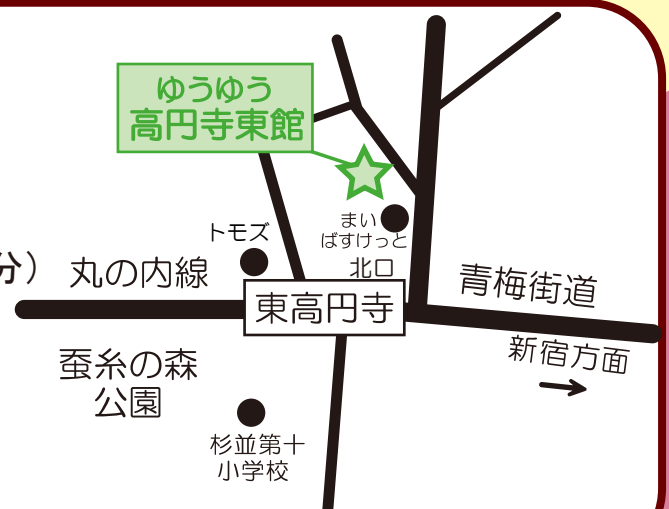 ゆうゆう
高円寺東館
トモズ
まい
ばすけっと
北口
分）
丸の内線
東高円寺
青梅街道
新宿方面
→
蚕糸の森
公園
杉並第十
小学校